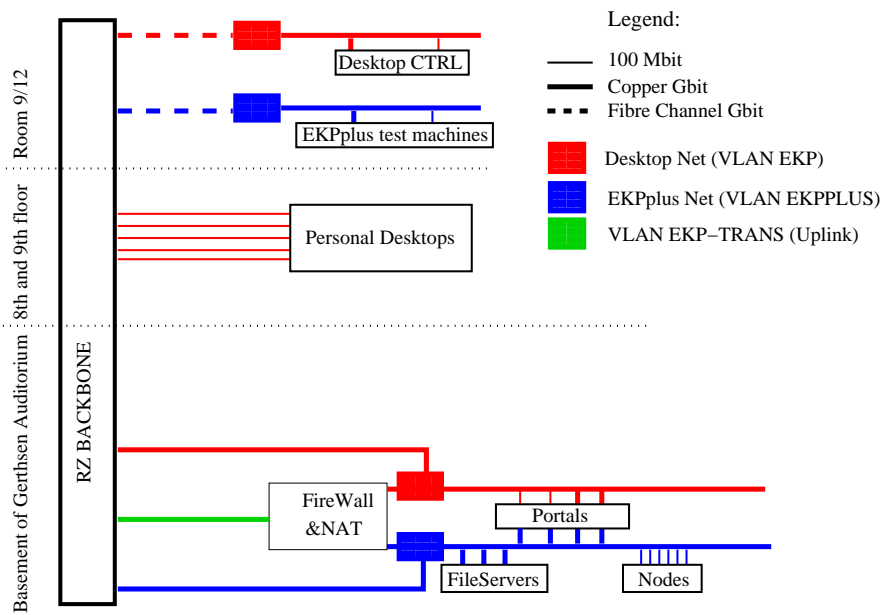 Legend:
100 Mbit
Copper Gbit
Fibre Channel Gbit
Desktop Net (VLAN EKP)
EKPplus Net (VLAN EKPPLUS)
VLAN EKP−TRANS (Uplink)
Room 9/12
8th and 9th floor
Basement of Gerthsen Auditorium
RZ BACKBONE
Desktop CTRL
EKPplus test machines
Personal Desktops
FireWall
&NAT
Portals
FileServers
Nodes